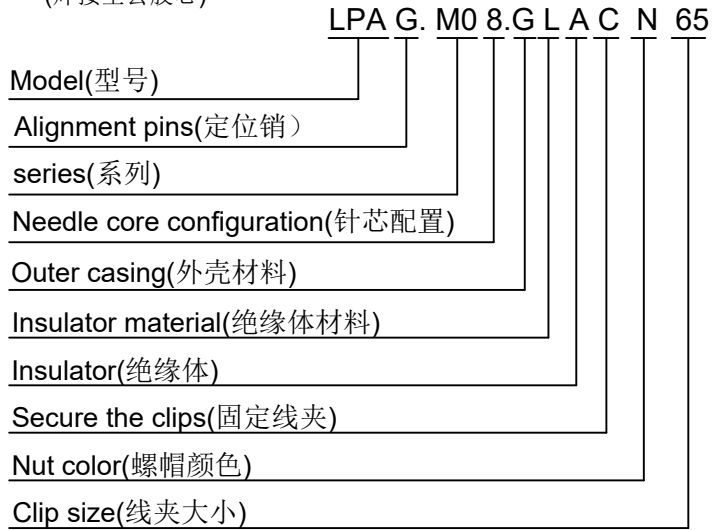 LPA G. M0 8.G L A C N 65
Model(型号)
Alignment pins(定位销）
series(系列)
Needle core configuration(针芯配置)
Outer casing(外壳材料)
Insulator material(绝缘体材料)
Insulator(绝缘体)
Secure the clips(固定线夹)
Nut color(螺帽颜色)
Clip size(线夹大小)